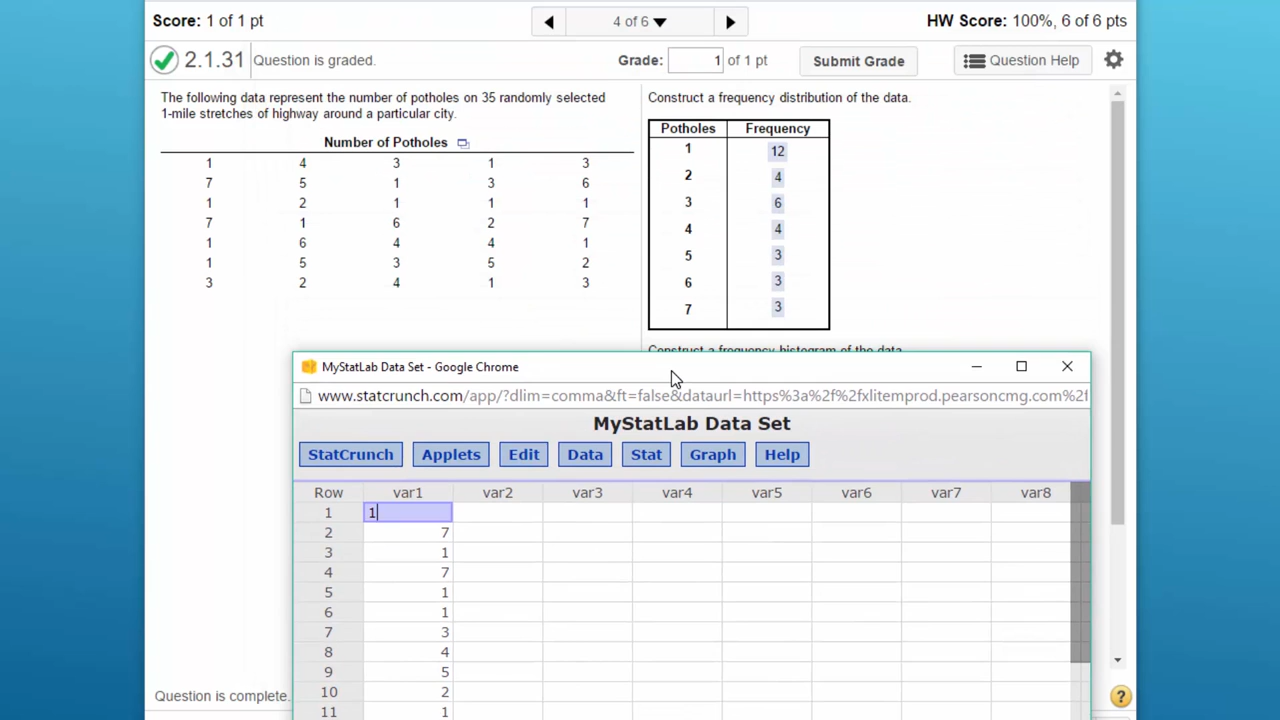 Score: 1 of 1 pt
4 of 6
HW Score: 100%, 6 of 6 pts
2.1.31
Question is graded.
Grade: 1 of 1 pt
Submit Grade
Question Help
The following data represent the number of potholes on 35 randomly selected
1-mile stretches of highway around a particular city.
Number of Potholes
1 4 3 1 3
7 5 1 3 6
1 2 1 1 1
7 1 6 2 7
1 6 4 4 1
1 5 3 5 2
3 2 4 1 3
Construct a frequency distribution of the data.
Potholes Frequency
1 12
2 4
3 6
4 4
5 3
6 3
7 3
Construct a frequency histogram of the data.
MyStatLab Data Set - Google Chrome
www.statcrunch.com/app/?dlim=comma&ft=false&dataurl=https%3a%2f%2fxlitemprod.pearsoncmg.com%2f
MyStatLab Data Set
StatCrunch Applets Edit Data Stat Graph Help
Row var1 var2 var3 var4 var5 var6 var7 var8
1 1
2 7
3 1
4 7
5 1
6 1
7 3
8 4
9 5
10 2
11 1
Question is complete.
?